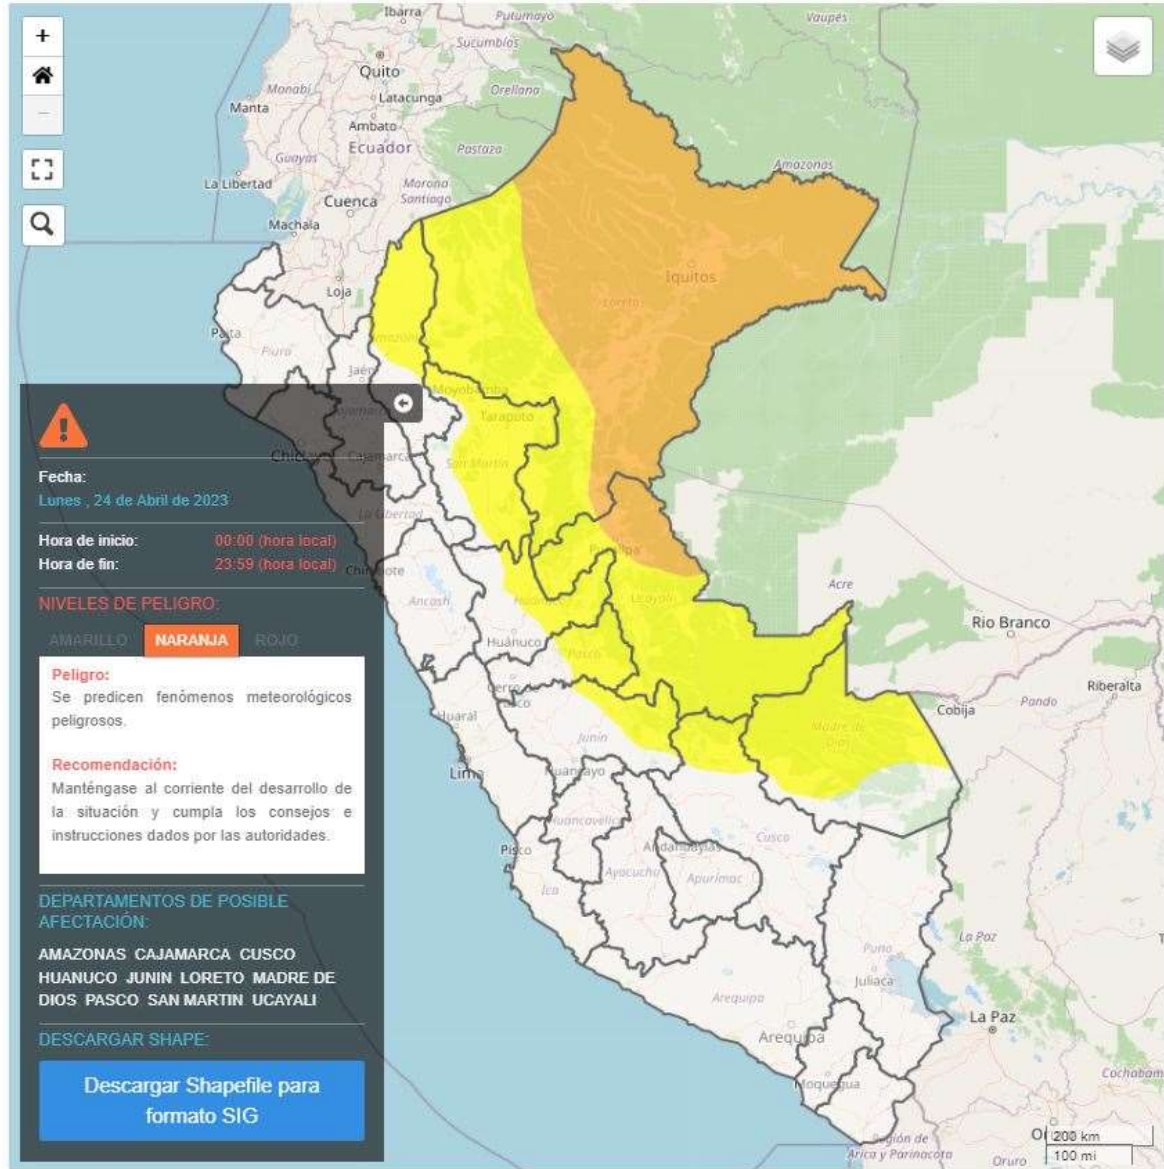 Ibarra
Putumayo
Vaupés
+
Sucumbíos
Quito
Manabí
Orellana
Latacunga
Manta
−
Ambato
Ecuador
Pastaza
Guayas
Amazonas
La Libertad
Morona
Santiago
Cuenca
Machala
Iquitos
Loja
Loreto
Paita
Amazonas
Piura
Jaén
Moyobamba
Tarapoto
Cajamarca
San Martín
La Libertad
Fecha:
Lunes , 24 de Abril de 2023
Hora de inicio: 00:00 (hora local)
Hora de fin: 23:59 (hora local)
Chimbote
Pucallpa
Acre
NIVELES DE PELIGRO:
Ancash
Huánuco
Ucayali
Rio Branco
AMARILLO NARANJA ROJO
Huánuco
Pasco
Peligro:
Se predicen fenómenos meteorológicos
peligrosos.
Cerro de
Pasco
Riberalta
Pando
Cobija
Huaral
Madre de
Dios
Junín
Recomendación:
Manténgase al corriente del desarrollo de
la situación y cumpla los consejos e
instrucciones dados por las autoridades.
Lima
Huancayo
Huancavelica
Cusco
Pisco
Andahuaylas
Ayacucho
Apurímac
Ica
DEPARTAMENTOS DE POSIBLE
AFECTACIÓN:
AMAZONAS CAJAMARCA CUSCO
HUANUCO JUNIN LORETO MADRE DE
DIOS PASCO SAN MARTIN UCAYALI
La Paz
Puno
Juliaca
Arequipa
La Paz
Arequipa
DESCARGAR SHAPE:
Descargar Shapefile para
formato SIG
Cochabam
Moquegua
200 km
100 mi
Región de
Arica y Parinacota
Oruro